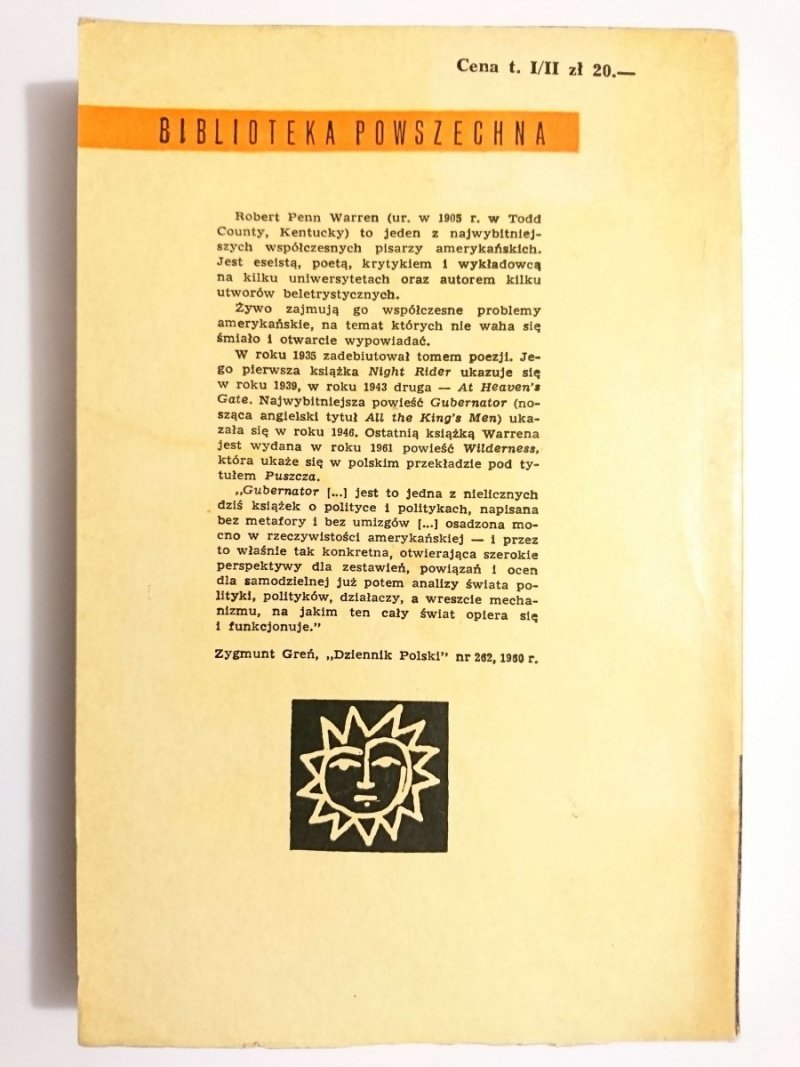 Cena t. I/II zł 20.—
BIBLIOTEKA POWSZECHNA
Robert Penn Warren (ur. w 1905 r. w Todd
County, Kentucky) to jeden z najwybitniej-
szych współczesnych pisarzy amerykańskich.
Jest eseistą, poetą, krytykiem i wykładowcą
na kilku uniwersytetach oraz autorem kilku
utworów beletrystycznych.
Żywo zajmują go współczesne problemy
amerykańskie, na temat których nie waha się
śmiało i otwarcie wypowiadać.
W roku 1935 zadebiutował tomem poezji. Je-
go pierwsza książka Night Rider ukazuje się
w roku 1939, w roku 1943 druga — At Heaven's
Gate. Najwybitniejsza powieść Gubernator (no-
sząca angielski tytuł All the King's Men) uka-
zała się w roku 1946. Ostatnią książką Warrena
jest wydana w roku 1961 powieść Wilderness,
która ukaże się w polskim przekładzie pod ty-
tułem Puszcza.
„Gubernator [...] jest to jedna z nielicznych
dziś książek o polityce i politykach, napisana
bez metafory i bez umizgów [...] osadzona mo-
cno w rzeczywistości amerykańskiej — i przez
to właśnie tak konkretna, otwierająca szerokie
perspektywy dla zestawień, powiązań i ocen
dla samodzielnej już potem analizy świata po-
lityki, polityków, działaczy, a wreszcie mecha-
nizmu, na jakim ten cały świat opiera się
i funkcjonuje."
Zygmunt Greń, „Dziennik Polski" nr 262, 1960 r.